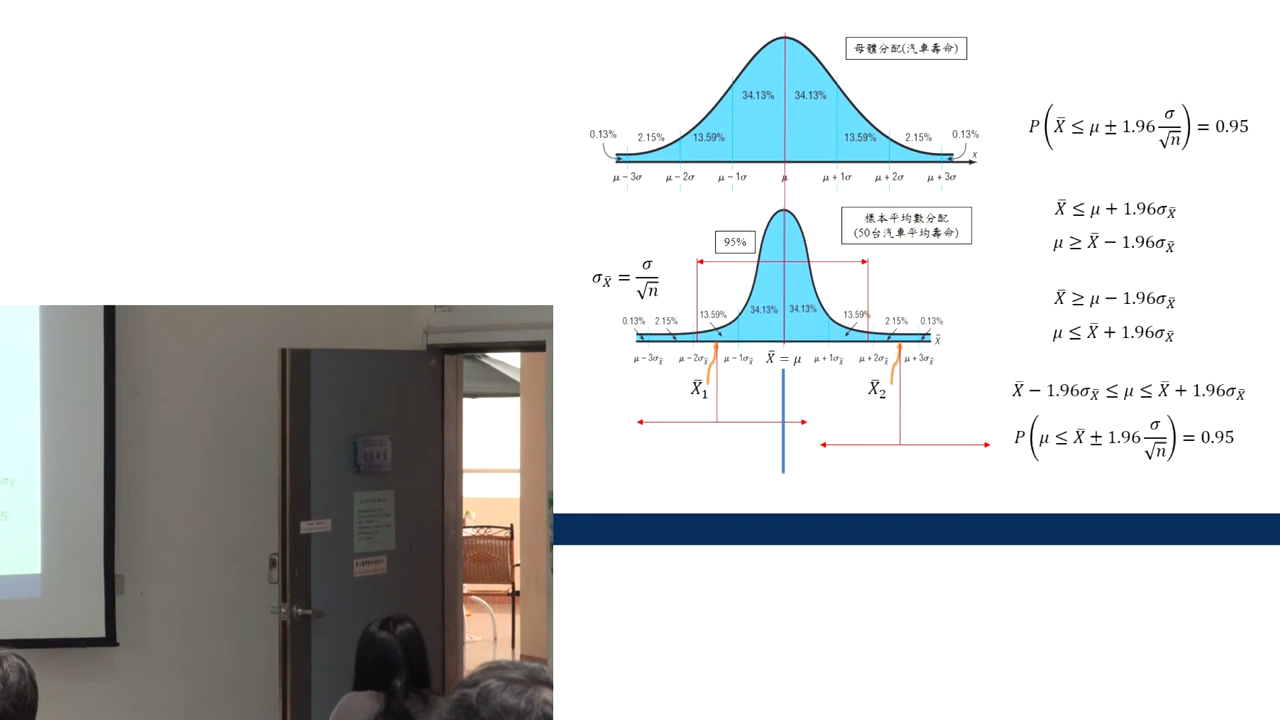 母體分配(汽車壽命)
34.13% 34.13%
0.13% 2.15% 13.59% 13.59% 2.15% 0.13%
x
μ − 3σ μ − 2σ μ − 1σ μ μ + 1σ μ + 2σ μ + 3σ
P(X̄ ≤ μ ± 1.96 σ/√n) = 0.95
樣本平均數分配
(50台汽車平均壽命)
95%
σ_X̄ = σ/√n
34.13% 34.13%
0.13% 2.15% 13.59% 13.59% 2.15% 0.13%
X̄
μ − 3σ_X̄ μ − 2σ_X̄ μ − 1σ_X̄ X̄ = μ μ + 1σ_X̄ μ + 2σ_X̄ μ + 3σ_X̄
X̄₁ X̄₂
X̄ ≤ μ + 1.96σ_X̄
μ ≥ X̄ − 1.96σ_X̄
X̄ ≥ μ − 1.96σ_X̄
μ ≤ X̄ + 1.96σ_X̄
X̄ − 1.96σ_X̄ ≤ μ ≤ X̄ + 1.96σ_X̄
P(μ ≤ X̄ ± 1.96 σ/√n) = 0.95